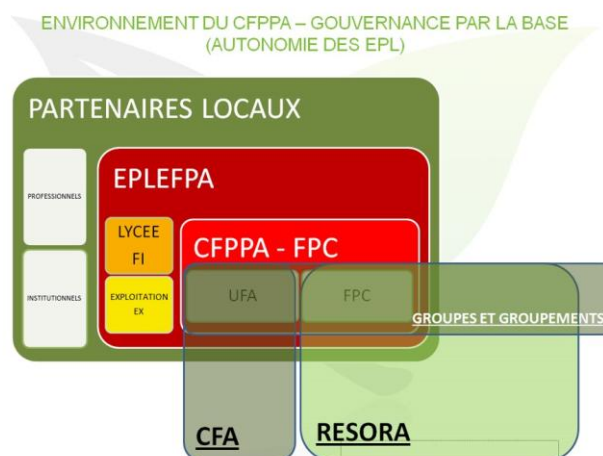 ENVIRONNEMENT DU CFPPA – GOUVERNANCE PAR LA BASE
(AUTONOMIE DES EPL)
PARTENAIRES LOCAUX
PROFESSIONNELS
INSTITUTIONNELS
EPLEFPA
LYCEE
FI
EXPLOITATION
EX
CFPPA - FPC
UFA
FPC
GROUPES ET GROUPEMENTS
CFA
RESORA